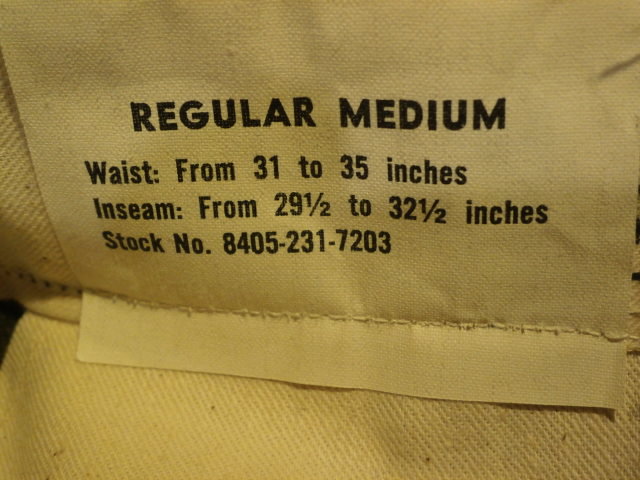 REGULAR MEDIUM
Waist: From 31 to 35 inches
Inseam: From 29½ to 32½ inches
Stock No. 8405-231-7203